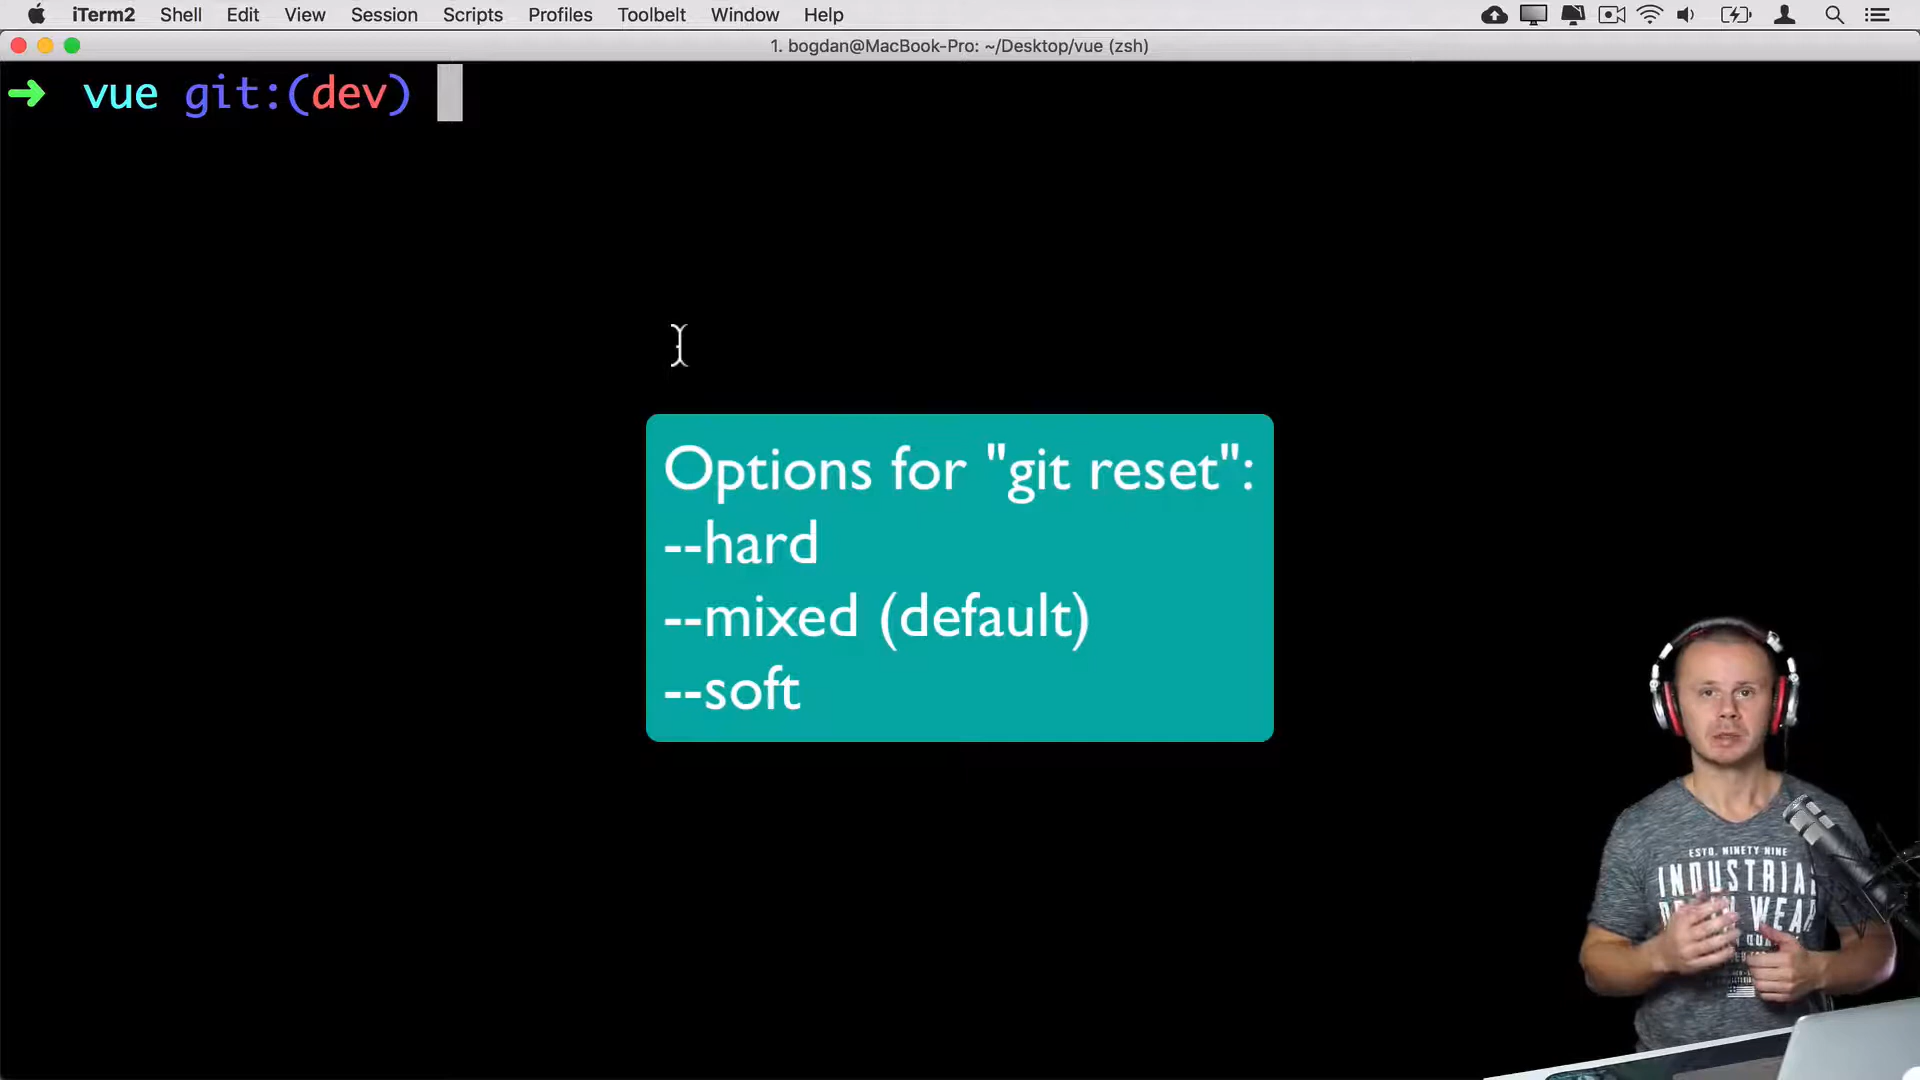 iTerm2 Shell Edit View Session Scripts Profiles Toolbelt Window Help
1. bogdan@MacBook-Pro: ~/Desktop/vue (zsh)
➜ vue git:(dev)
Options for "git reset":
--hard
--mixed (default)
--soft
ESTD. NINETY NINE
INDUSTRIA
WEAR